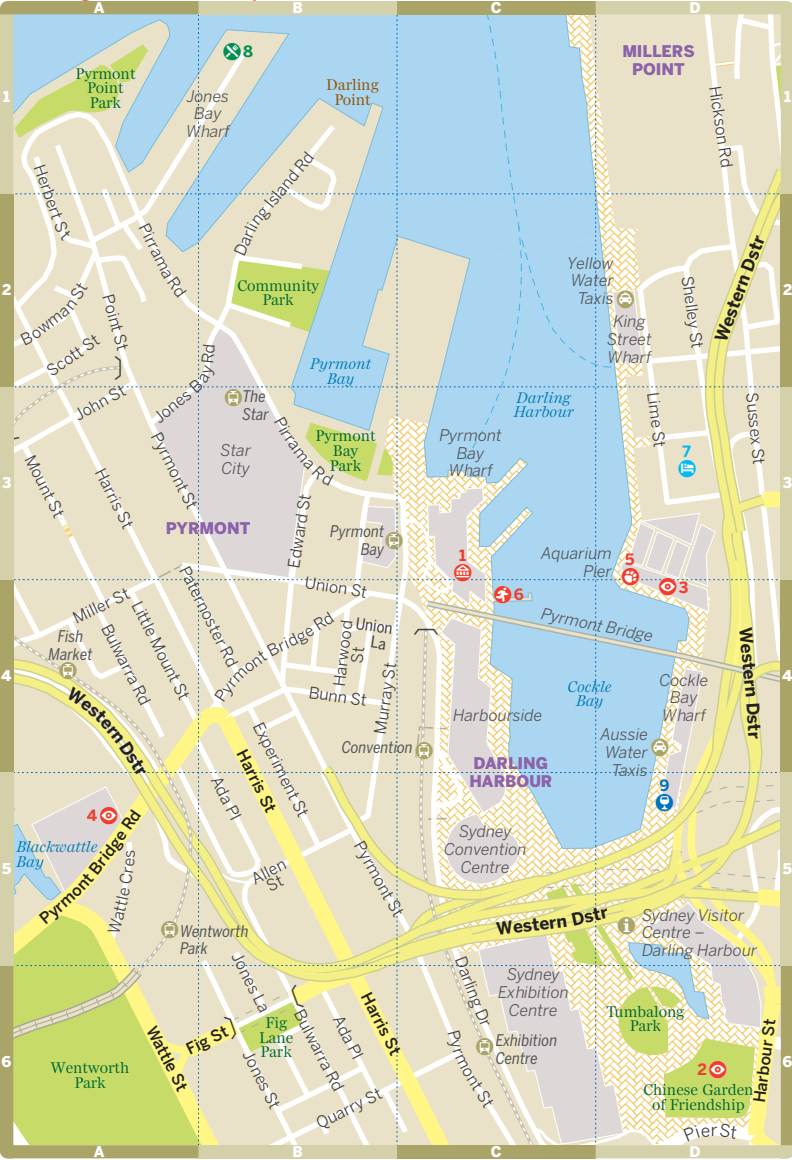 A
B
C
D
MILLERS
POINT
8
Pyrmont
Point
Park
Jones
Bay
Wharf
Darling
Point
1
1
Hickson Rd
Herbert St
Darling Island Rd
Pirrama Rd
Yellow
Water
Taxis
Western Dstr
Community
Park
Shelley St
2
2
Bowman St
Point St
King
Street
Wharf
Scott St
Jones Bay Rd
Pyrmont
Bay
John St
The
Star
Darling
Harbour
Lime St
Sussex St
Pirrama Rd
Pyrmont
Bay
Park
Pyrmont
Bay
Wharf
Star
City
7
3
3
Mount St
Harris St
Pyrmont St
PYRMONT
Edward St
Pyrmont
Bay
1
Aquarium
Pier
5
3
6
Union St
Miller St
Paternoster Rd
Little Mount St
Bulwarra Rd
Fish
Market
Pyrmont Bridge Rd
Harwood
St
Union
La
Pyrmont Bridge
Western Dstr
4
4
Murray St
Bunn St
Cockle
Bay
Cockle
Bay
Wharf
Western Dstr
Harbourside
Experiment St
Convention
Aussie
Water
Taxis
DARLING
HARBOUR
Harris St
Ada Pl
9
4
Blackwattle
Bay
Pyrmont Bridge Rd
Wattle Cres
Sydney
Convention
Centre
5
5
Allen
St
Pyrmont St
Western Dstr
Sydney Visitor
Centre –
Darling Harbour
Wentworth
Park
Jones La
Darling Dr
Sydney
Exhibition
Centre
Harris St
Tumbalong
Park
Wattle St
Fig St
Fig
Lane
Park
Bulwarra Rd
Ada Pl
Pyrmont St
Exhibition
Centre
Harbour St
6
6
Wentworth
Park
Jones St
2
Chinese Garden
of Friendship
Quarry St
Pier St
A
B
C
D